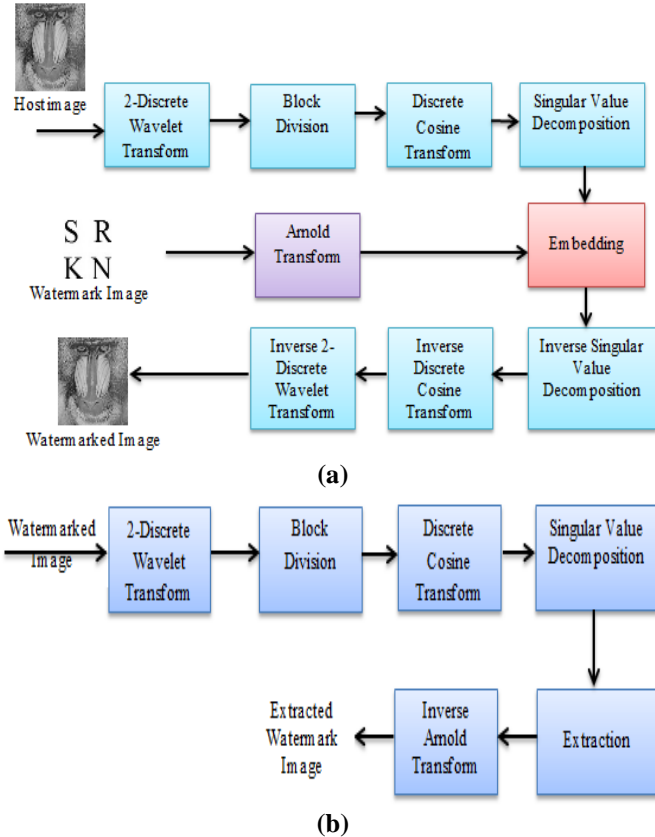 Hostimage
2-Discrete
Wavelet
Transform
Block
Division
Discrete
Cosine
Transform
Singular Value
Decomposition
S R
K N
Watermark Image
Arnold
Transform
Embedding
Inverse Singular
Value
Decomposition
Inverse
Discrete
Cosine
Transform
Inverse 2-
Discrete
Wavelet
Transform
Watermarked Image
(a)
Watermarked
Image
2-Discrete
Wavelet
Transform
Block
Division
Discrete
Cosine
Transform
Singular Value
Decomposition
Extraction
Inverse
Arnold
Transform
Extracted
Watermark
Image
(b)